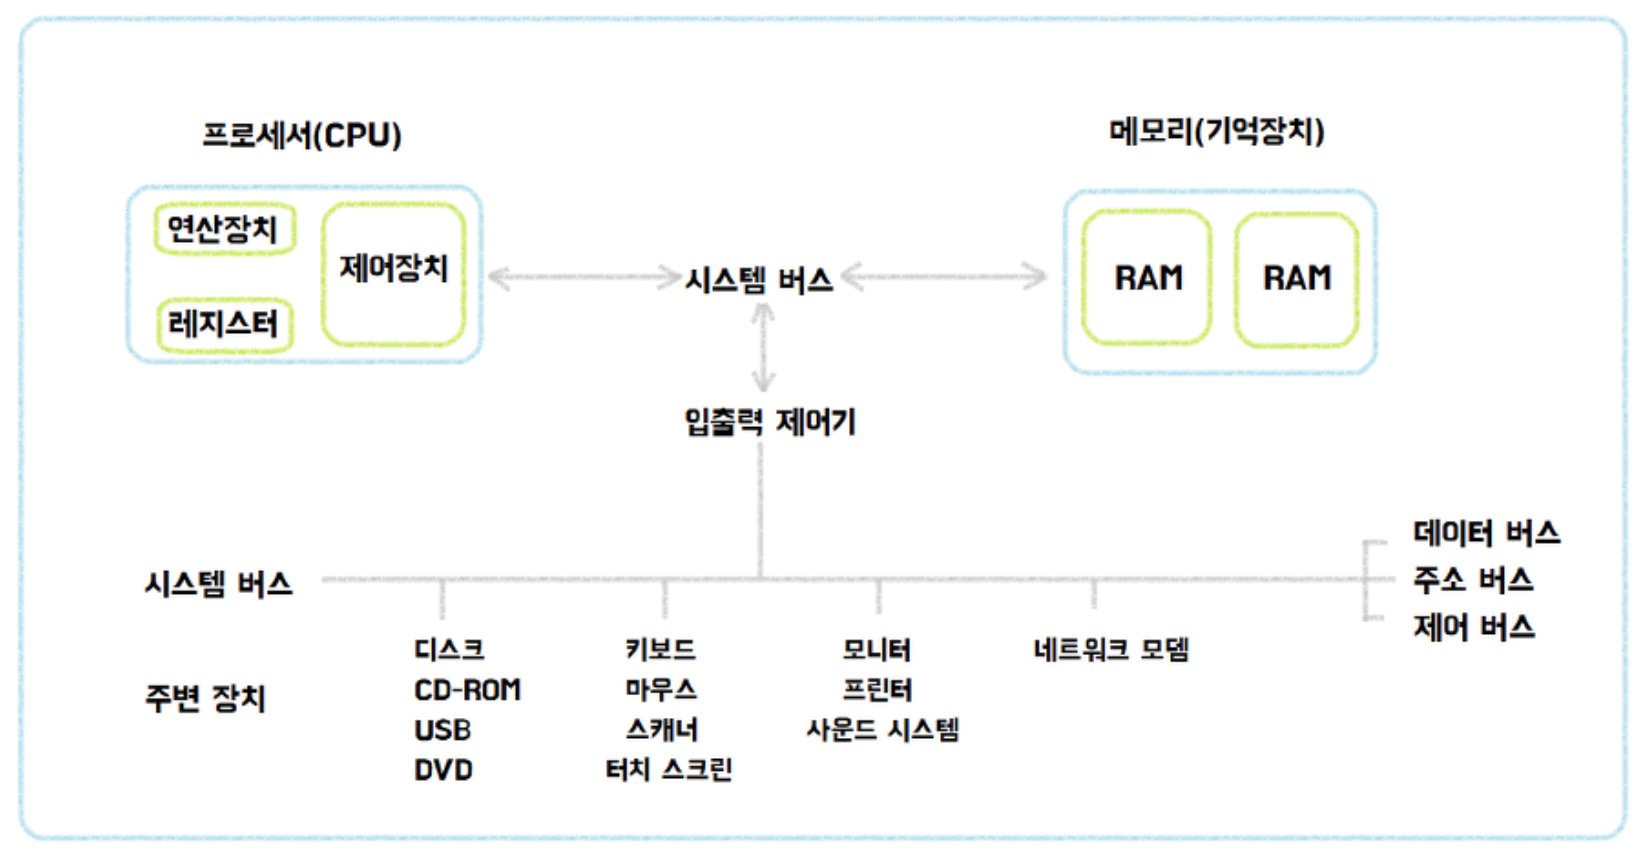 프로세서(CPU)
메모리(기억장치)
연산장치
제어장치
레지스터
시스템 버스
RAM
RAM
입출력 제어기
시스템 버스
데이터 버스
주소 버스
제어 버스
주변 장치
디스크
CD-ROM
USB
DVD
키보드
마우스
스캐너
터치 스크린
모니터
프린터
사운드 시스템
네트워크 모뎀